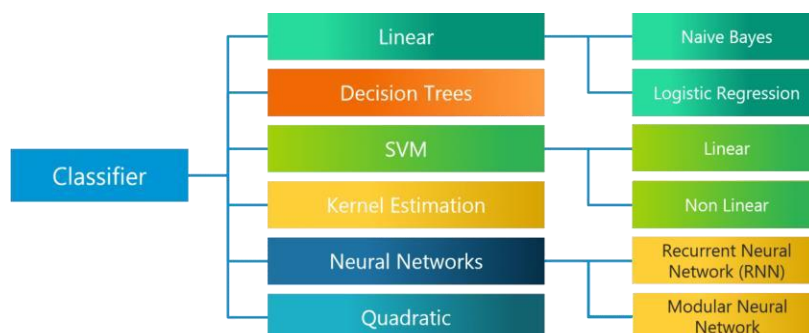 Classifier
Linear
Decision Trees
SVM
Kernel Estimation
Neural Networks
Quadratic
Naive Bayes
Logistic Regression
Linear
Non Linear
Recurrent Neural
Network (RNN)
Modular Neural
Network